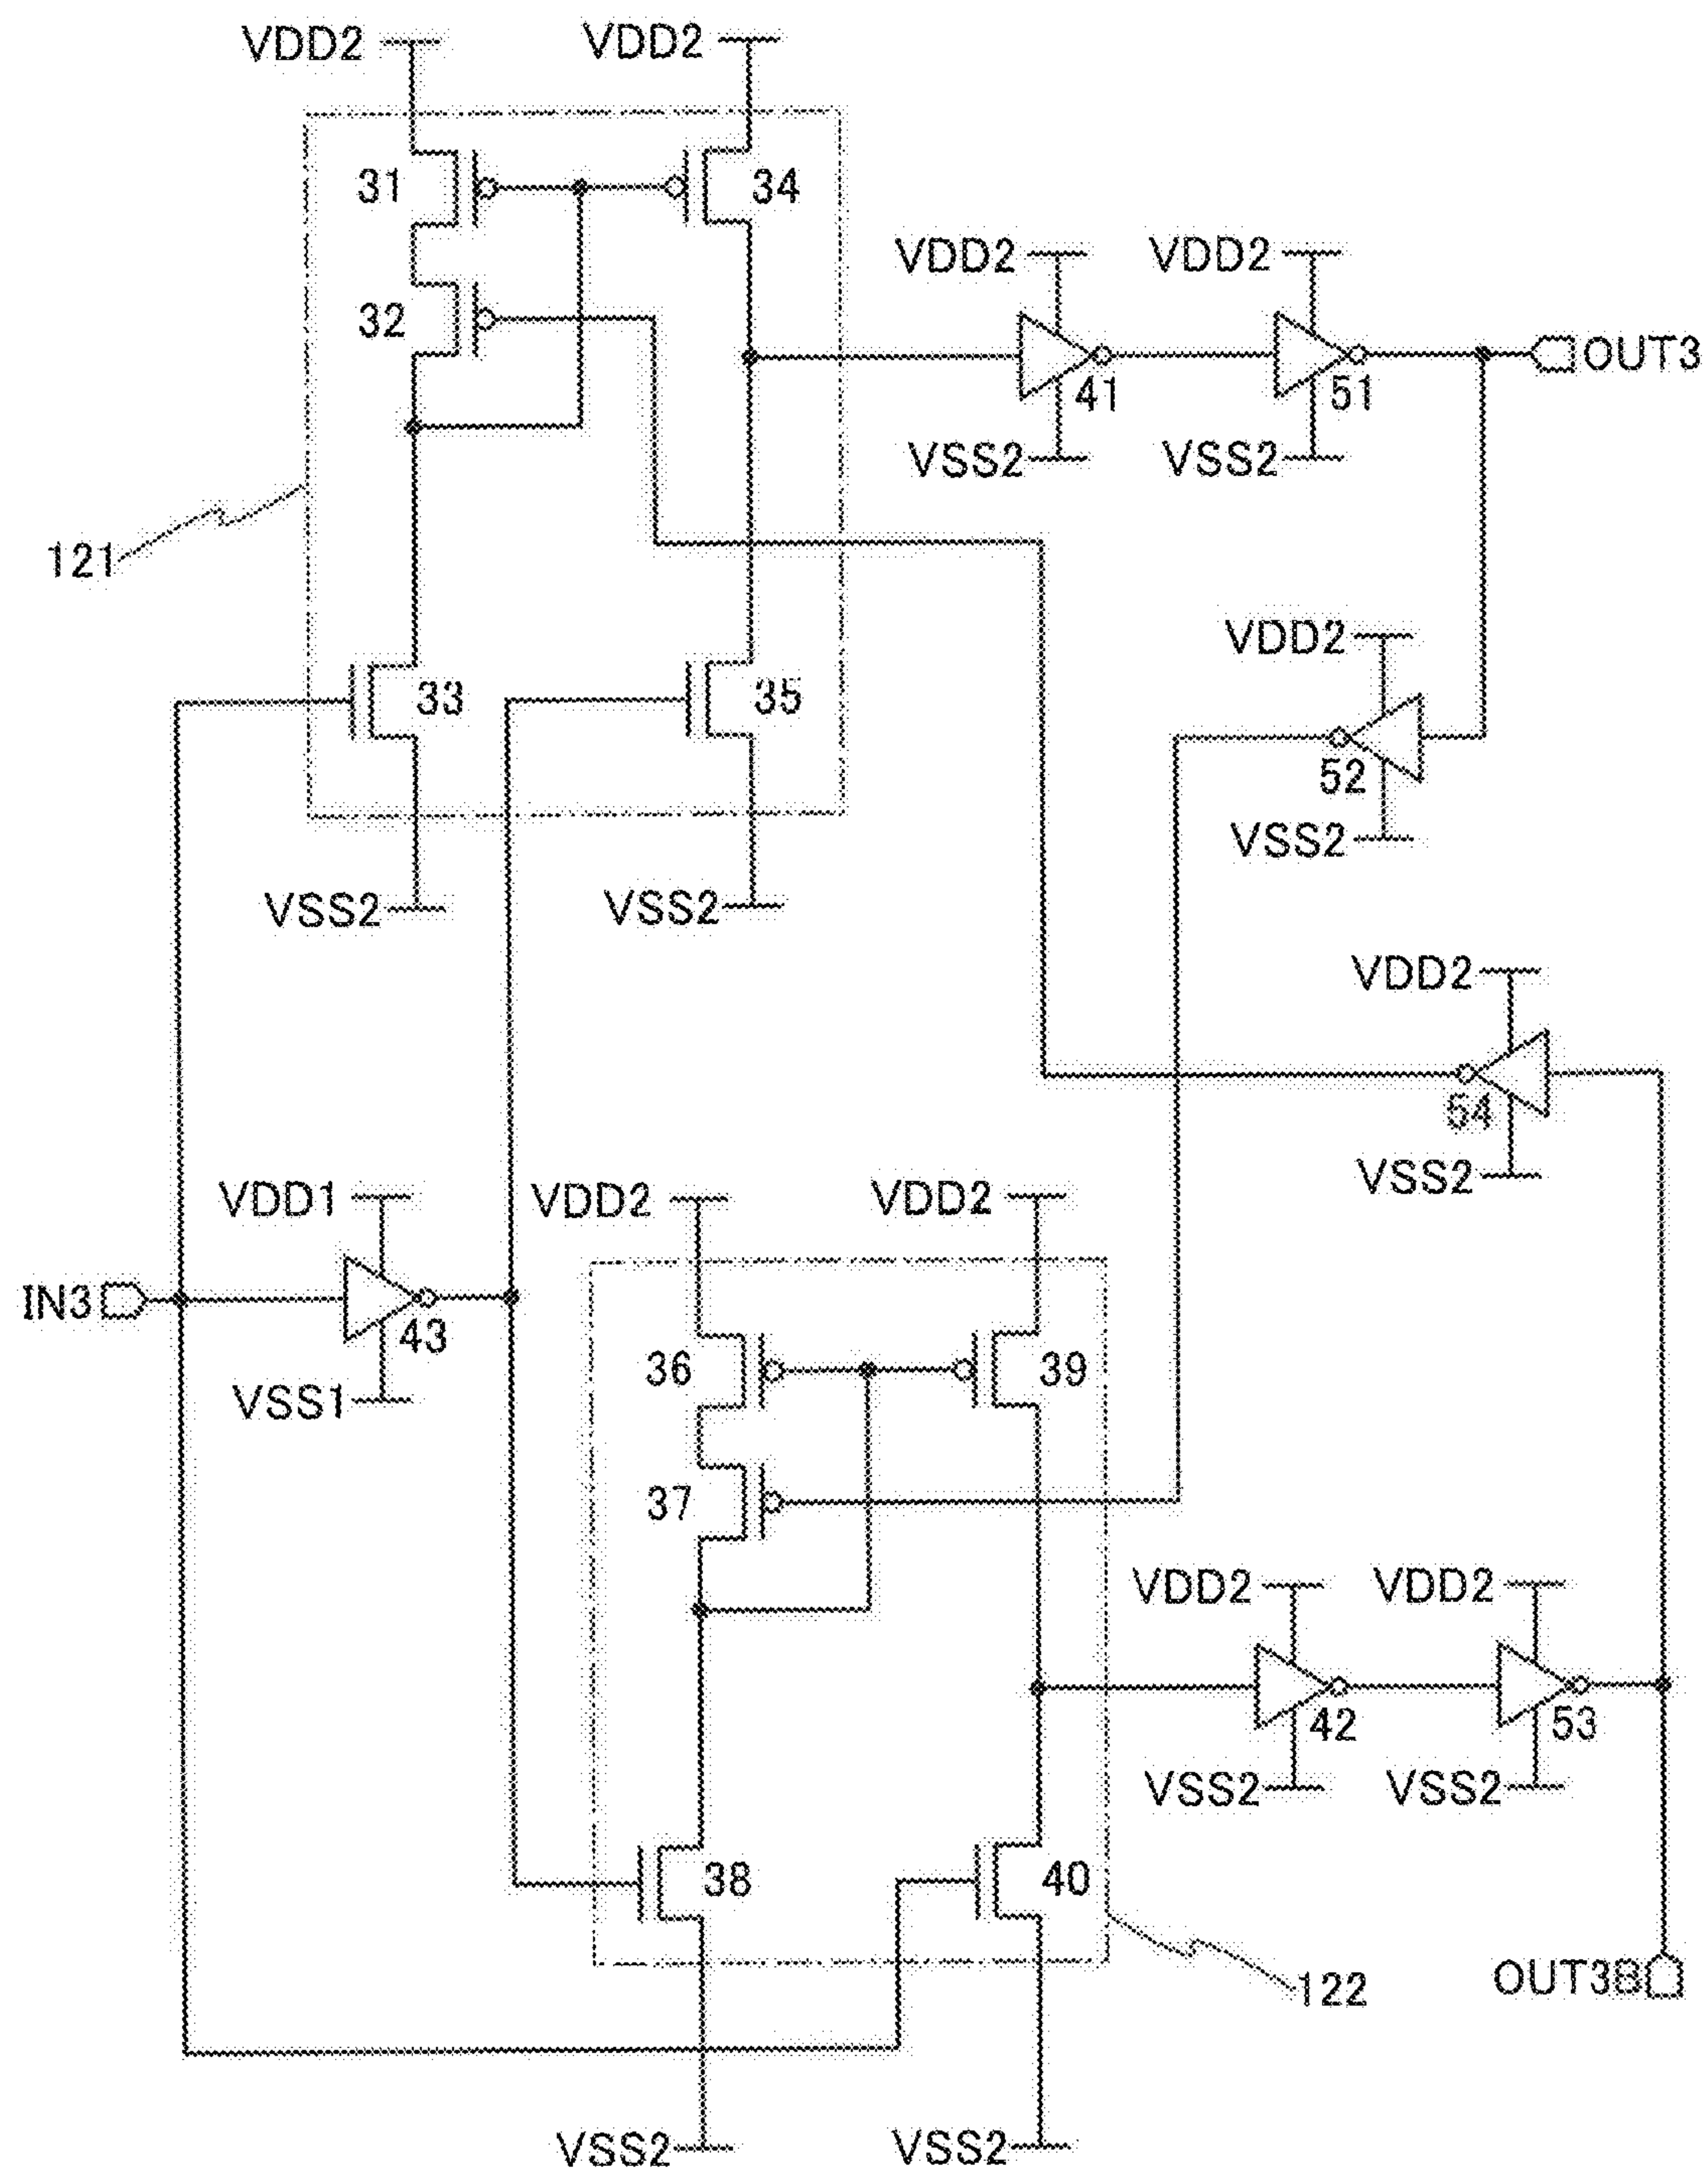 VDD2 VDD2
31 34
VDD2 VDD2
32
OUT3
41 51
VSS2 VSS2
121
VDD2
33 35
52
VSS2
VSS2 VSS2
VDD2
54
VSS2
VDD1 VDD2 VDD2
IN3
43
36 39
VSS1
37
VDD2 VDD2
42 53
VSS2 VSS2
38 40
OUT3B
122
VSS2 VSS2